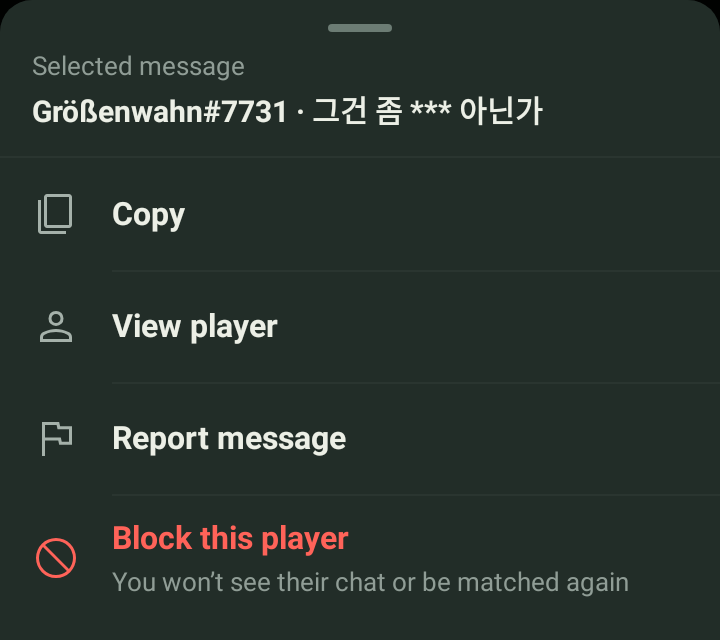 Selected message
Größenwahn#7731 · 그건 좀 *** 아닌가
Copy
View player
Report message
Block this player
You won’t see their chat or be matched again